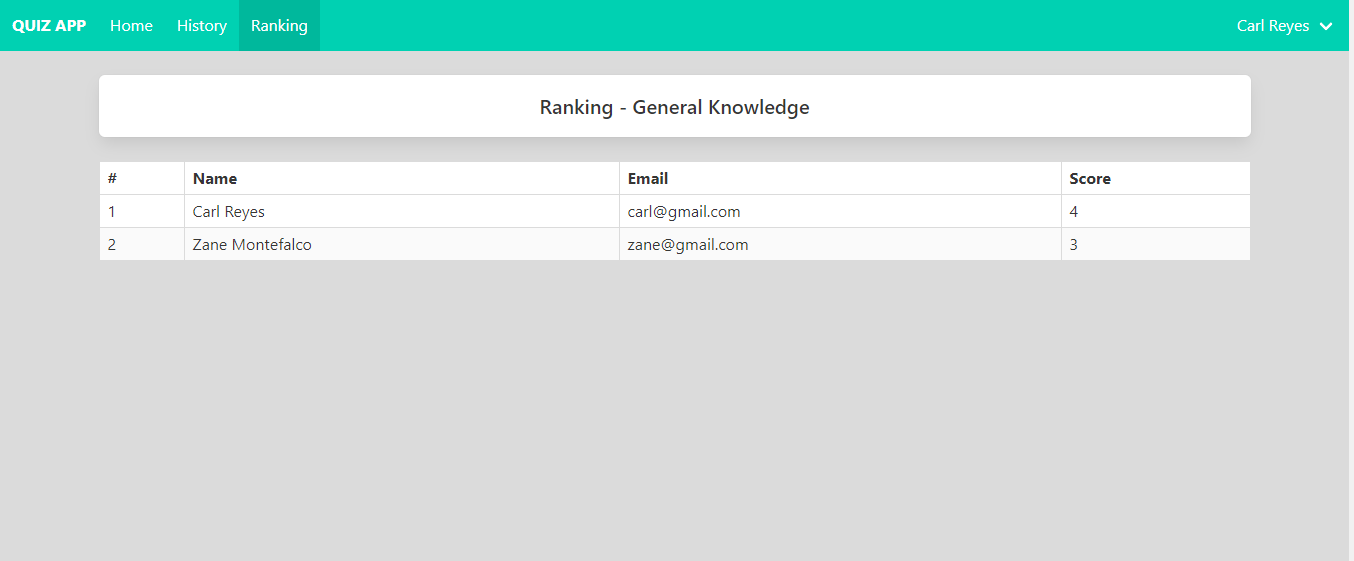 QUIZ APP Home History Ranking Carl Reyes
Ranking - General Knowledge
# Name Email Score
1 Carl Reyes carl@gmail.com 4
2 Zane Montefalco zane@gmail.com 3